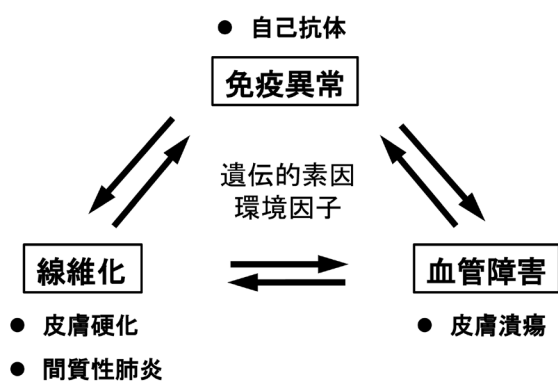 ● 自己抗体
免疫異常
遺伝的素因
環境因子
線維化
血管障害
● 皮膚硬化
● 皮膚潰瘍
● 間質性肺炎